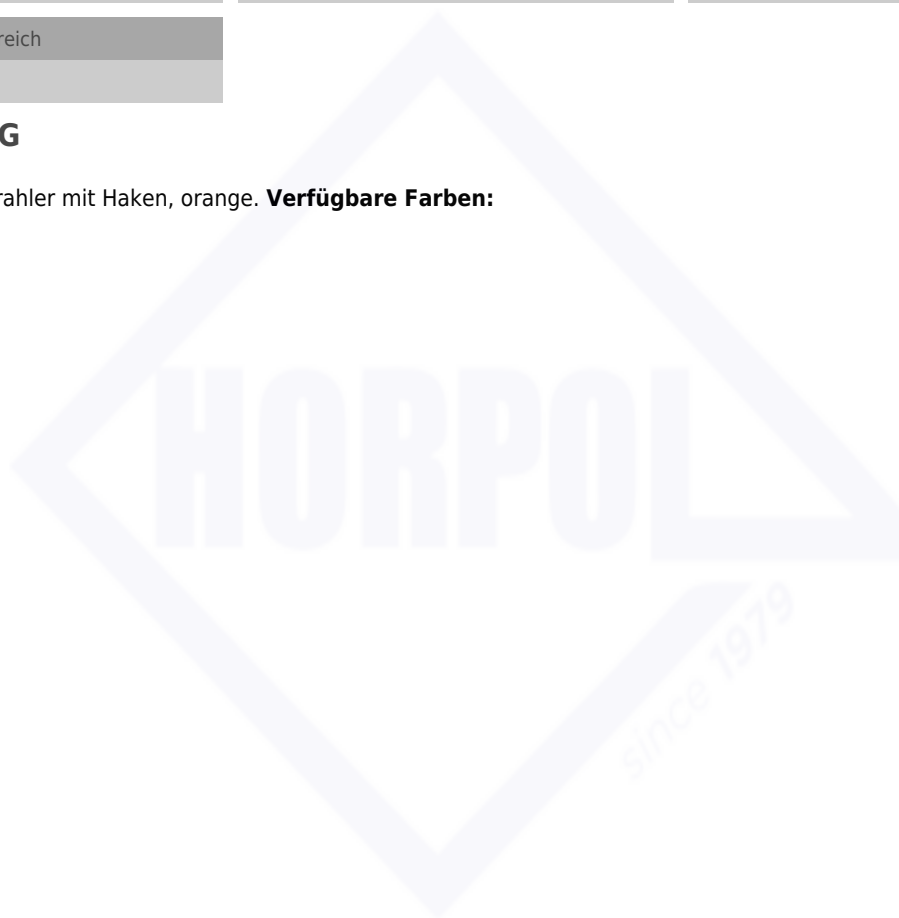 reich
G
rahler mit Haken, orange. Verfügbare Farben:
HORPOL
since 1979